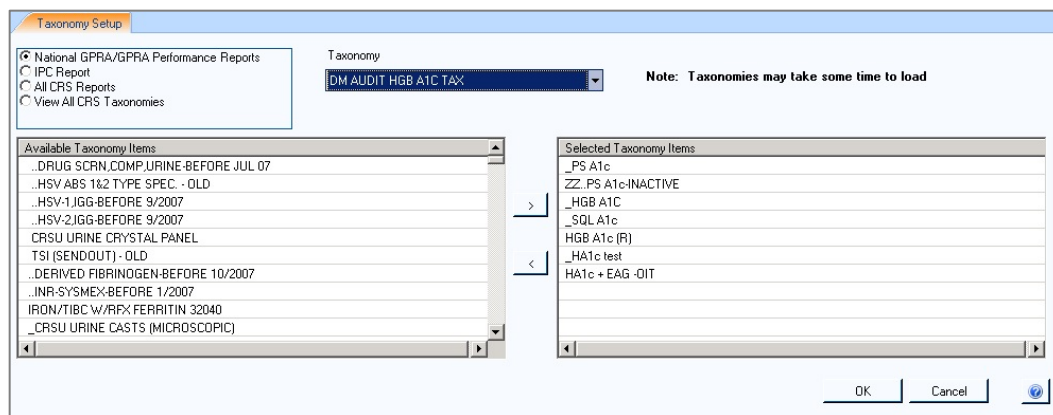 Taxonomy Setup
National GPRA/GPRA Performance Reports
IPC Report
All CRS Reports
View All CRS Taxonomies
Taxonomy
DM AUDIT HGB A1C TAX
Note: Taxonomies may take some time to load
Available Taxonomy Items
..DRUG SCRN,COMP,URINE-BEFORE JUL 07
..HSV ABS 1&2 TYPE SPEC. - OLD
..HSV-1,IGG-BEFORE 9/2007
..HSV-2,IGG-BEFORE 9/2007
CRSU URINE CRYSTAL PANEL
TSI (SENDOUT) - OLD
..DERIVED FIBRINOGEN-BEFORE 10/2007
..INR-SYSMEX-BEFORE 1/2007
IRON/TIBC W/RFX FERRITIN 32040
_CRSU URINE CASTS (MICROSCOPIC)
>
<
Selected Taxonomy Items
_PS A1c
ZZ..PS A1c-INACTIVE
_HGB A1C
_SQL A1c
HGB A1c (R)
_HA1c test
HA1c + EAG -OIT
OK
Cancel
?